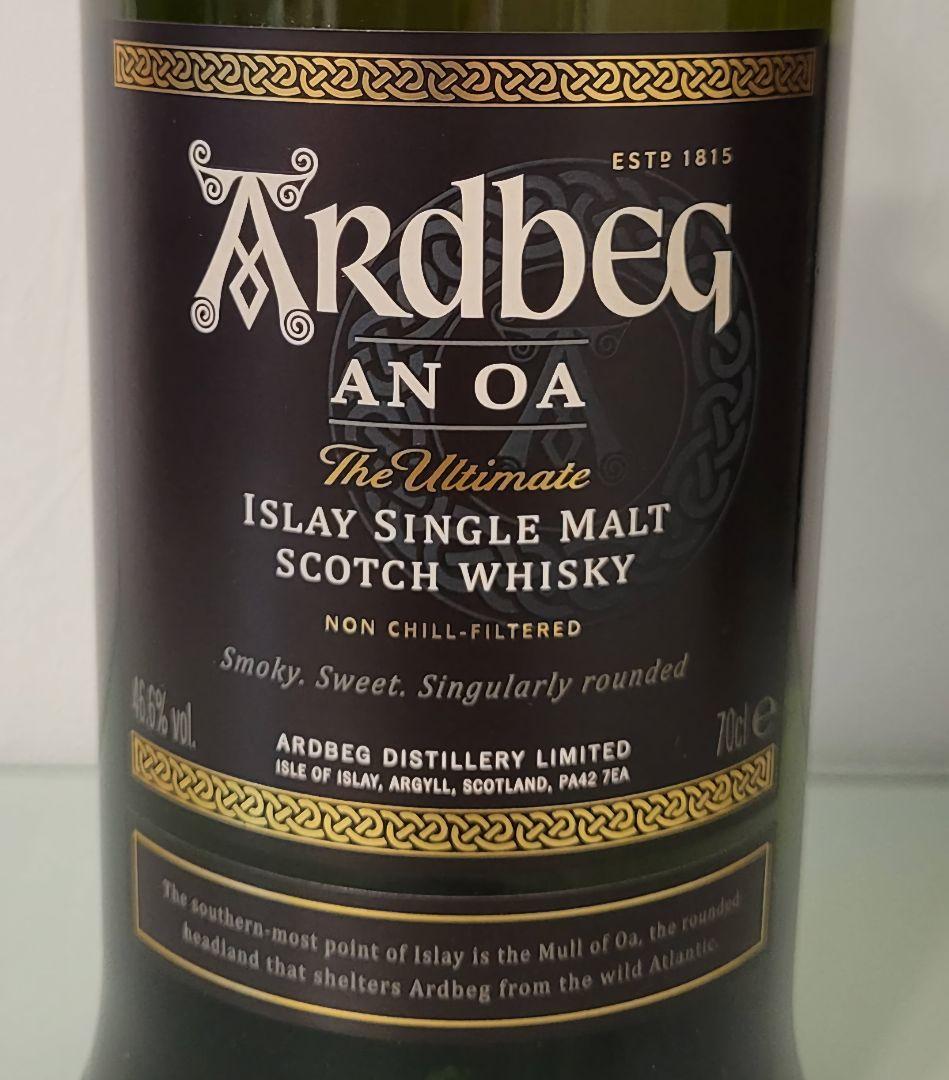 ESTD 1815
ARDBEG
AN OA
The Ultimate
ISLAY SINGLE MALT
SCOTCH WHISKY
NON CHILL-FILTERED
Smoky. Sweet. Singularly rounded
46.6% vol.
70cl e
ARDBEG DISTILLERY LIMITED
ISLE OF ISLAY, ARGYLL, SCOTLAND, PA42 7EA
The southern-most point of Islay is the Mull of Oa, the rounded
headland that shelters Ardbeg from the wild Atlantic.